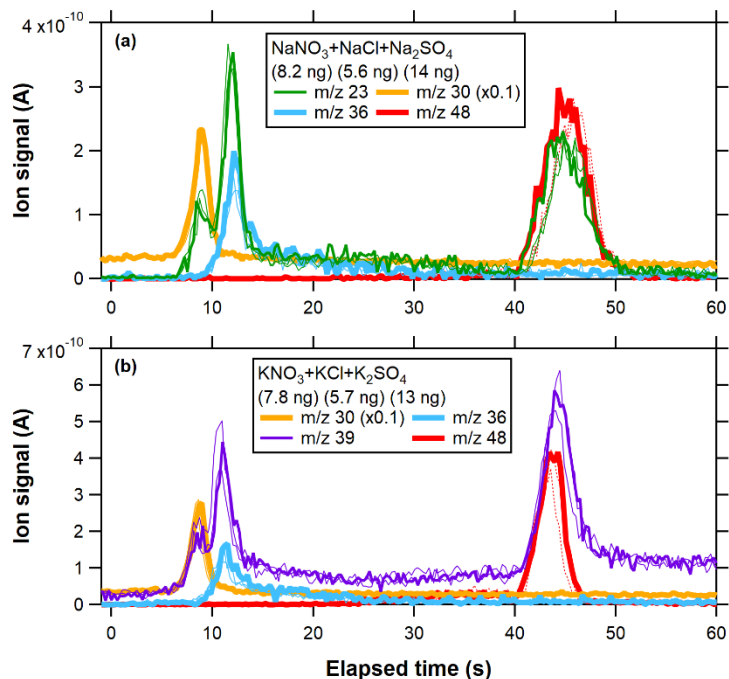 4 x10⁻¹⁰
3
2
1
0
Ion signal (A)
(a)
NaNO₃+NaCl+Na₂SO₄
(8.2 ng) (5.6 ng) (14 ng)
m/z 23 m/z 30 (x0.1)
m/z 36 m/z 48
0 10 20 30 40 50 60
7 x10⁻¹⁰
6
5
4
3
2
1
0
Ion signal (A)
(b)
KNO₃+KCl+K₂SO₄
(7.8 ng) (5.7 ng) (13 ng)
m/z 30 (x0.1) m/z 36
m/z 39 m/z 48
0 10 20 30 40 50 60
Elapsed time (s)